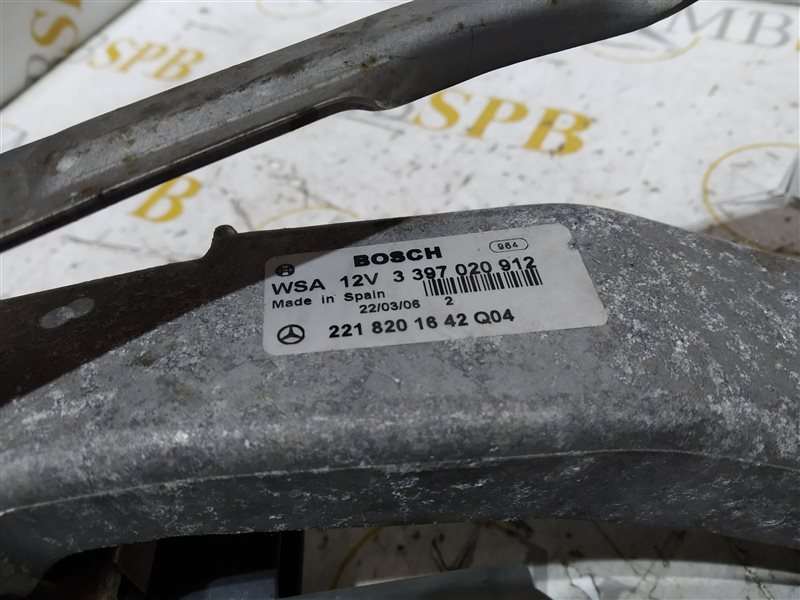 MBSPB
SPB
SPB
BOSCH 964
WSA 12V 3 397 020 912
Made in Spain
22/03/06 2
221 820 16 42 Q04